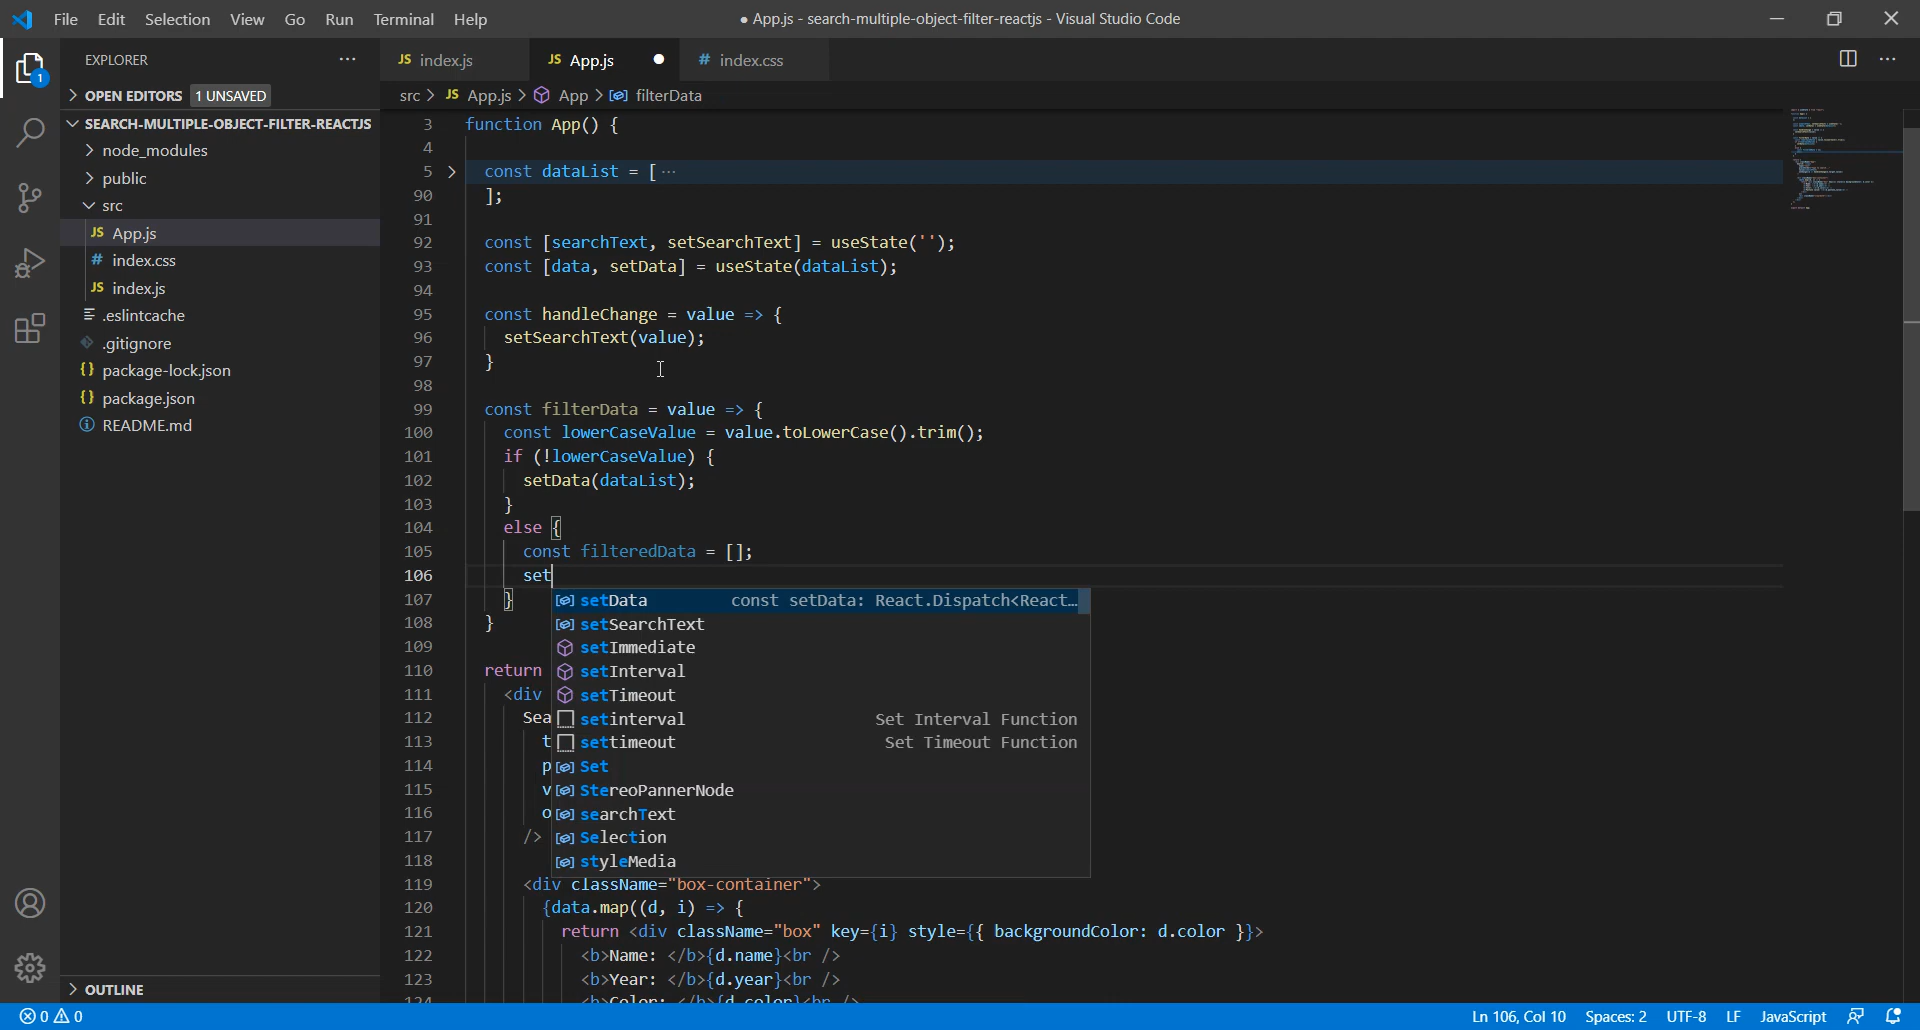 File Edit Selection View Go Run Terminal Help
● App.js - search-multiple-object-filter-reactjs - Visual Studio Code
EXPLORER
1
OPEN EDITORS 1 UNSAVED
SEARCH-MULTIPLE-OBJECT-FILTER-REACTJS
node_modules
public
src
JS App.js
# index.css
JS index.js
.eslintcache
.gitignore
{} package-lock.json
{} package.json
README.md
OUTLINE
JS index.js JS App.js # index.css
src > JS App.js > App > filterData
3 function App() {
4
5 const dataList = [ ···
90 ];
91
92 const [searchText, setSearchText] = useState('');
93 const [data, setData] = useState(dataList);
94
95 const handleChange = value => {
96 setSearchText(value);
97 }
98
99 const filterData = value => {
100 const lowerCaseValue = value.toLowerCase().trim();
101 if (!lowerCaseValue) {
102 setData(dataList);
103 }
104 else {
105 const filteredData = [];
106 set
107 }
108 }
109
110 return
111 <div
112 Sea
113 t
114 p
115 v
116 o
117 />
118
setData const setData: React.Dispatch<React…
setSearchText
setImmediate
setInterval
setTimeout
setinterval Set Interval Function
settimeout Set Timeout Function
Set
StereoPannerNode
searchText
Selection
styleMedia
119 <div className="box-container">
120 {data.map((d, i) => {
121 return <div className="box" key={i} style={{ backgroundColor: d.color }}>
122 <b>Name: </b>{d.name}<br />
123 <b>Year: </b>{d.year}<br />
124 <b>Color: </b>{d.color}<br />
0 0 Ln 106, Col 10 Spaces: 2 UTF-8 LF JavaScript